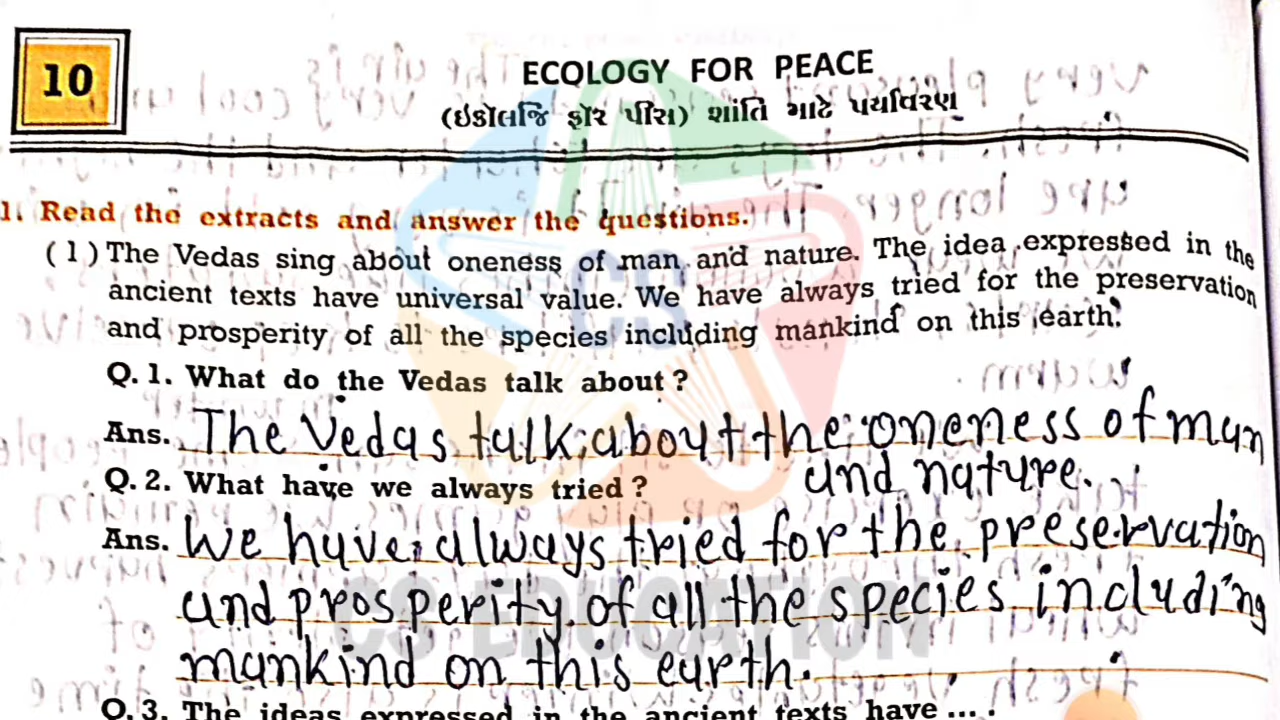 10
ECOLOGY FOR PEACE
(ઇકોલજિ ફોર પીસ) શાંતિ માટે પર્યાવરણ
1. Read the extracts and answer the questions.
(1) The Vedas sing about oneness of man and nature. The idea expressed in the
ancient texts have universal value. We have always tried for the preservation
and prosperity of all the species including mankind on this earth.
Q. 1. What do the Vedas talk about?
Ans. The Vedas talk about the oneness of man
and nature.
Q. 2. What have we always tried?
Ans. We have always tried for the preservation
and prosperity of all the species including
mankind on this earth.
Q. 3. The ideas expressed in the ancient texts have ... .
CS
CS EDUCATION